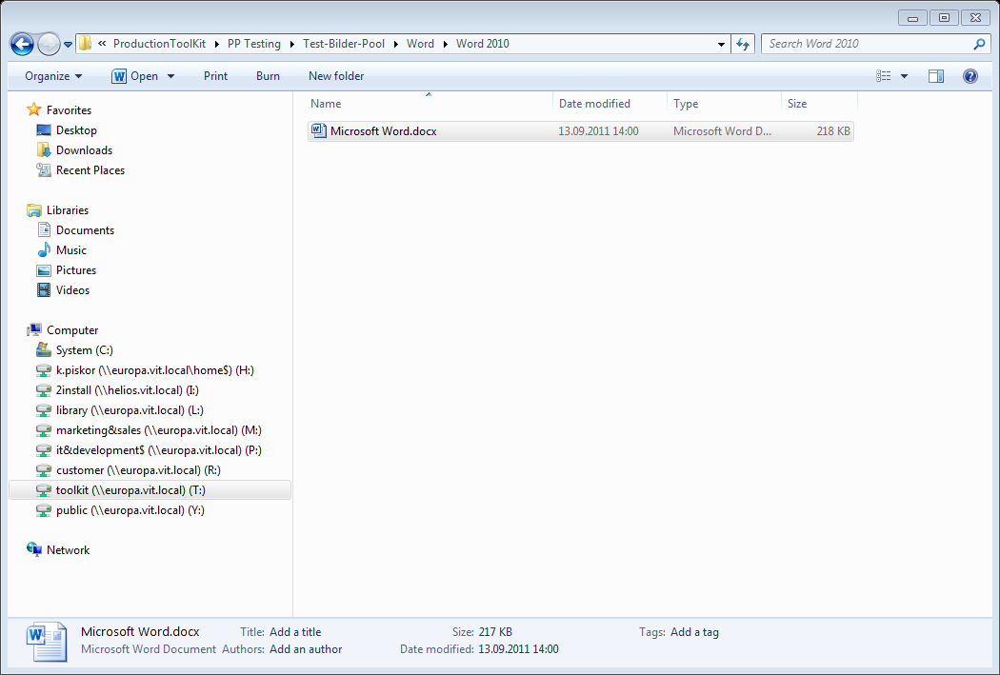 « ProductionToolKit ▸ PP Testing ▸ Test-Bilder-Pool ▸ Word ▸ Word 2010 Search Word 2010
Organize Open Print Burn New folder
Name Date modified Type Size
Microsoft Word.docx 13.09.2011 14:00 Microsoft Word D... 218 KB
Favorites
Desktop
Downloads
Recent Places
Libraries
Documents
Music
Pictures
Videos
Computer
System (C:)
k.piskor (\\europa.vit.local\home$) (H:)
2install (\\helios.vit.local) (I:)
library (\\europa.vit.local) (L:)
marketing&sales (\\europa.vit.local) (M:)
it&development$ (\\europa.vit.local) (P:)
customer (\\europa.vit.local) (R:)
toolkit (\\europa.vit.local) (T:)
public (\\europa.vit.local) (Y:)
Network
Microsoft Word.docx Title: Add a title Size: 217 KB Tags: Add a tag
Microsoft Word Document Authors: Add an author Date modified: 13.09.2011 14:00